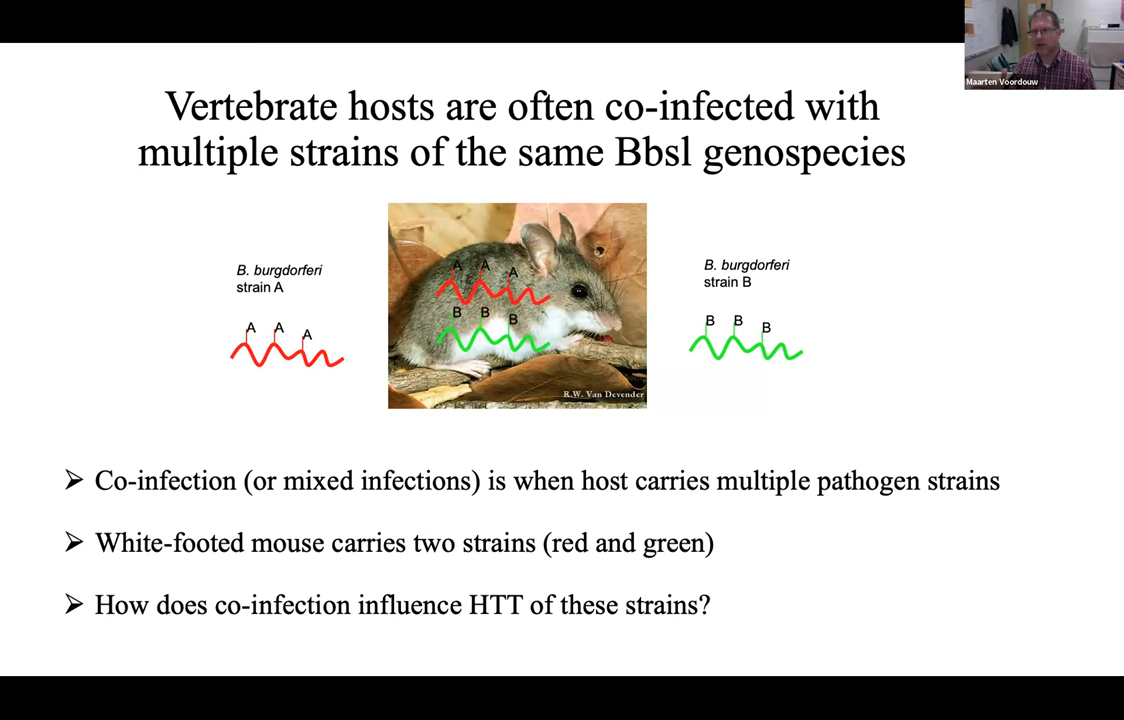 Maarten Voordouw
Vertebrate hosts are often co-infected with
multiple strains of the same Bbsl genospecies
B. burgdorferi
strain A
A A A
A A A
B B B
R.W. Van Devender
B. burgdorferi
strain B
B B B
➢ Co-infection (or mixed infections) is when host carries multiple pathogen strains
➢ White-footed mouse carries two strains (red and green)
➢ How does co-infection influence HTT of these strains?